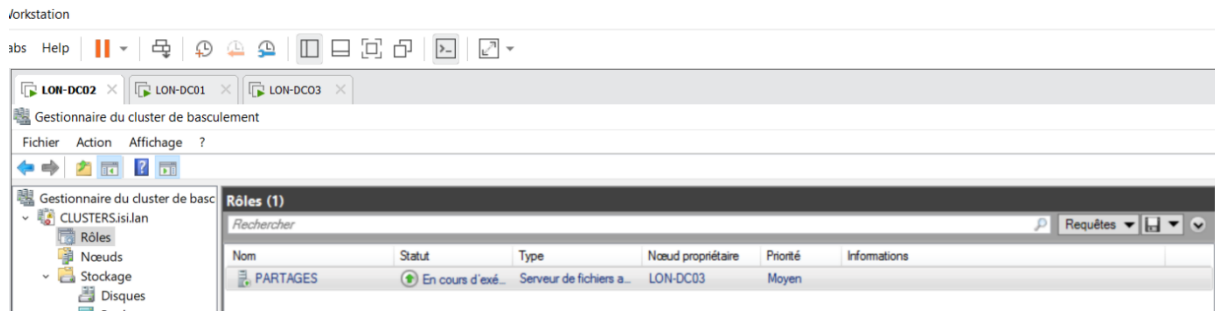 abs Help
LON-DC02 LON-DC01 LON-DC03
Gestionnaire du cluster de basculement
Fichier Action Affichage ?
Gestionnaire du cluster de basc
CLUSTERS.isi.lan
Rôles
Nœuds
Stockage
Disques
Rôles (1)
Rechercher Requêtes
Nom Statut Type Nœud propriétaire Priorité Informations
PARTAGES En cours d'exé... Serveur de fichiers a... LON-DC03 Moyen